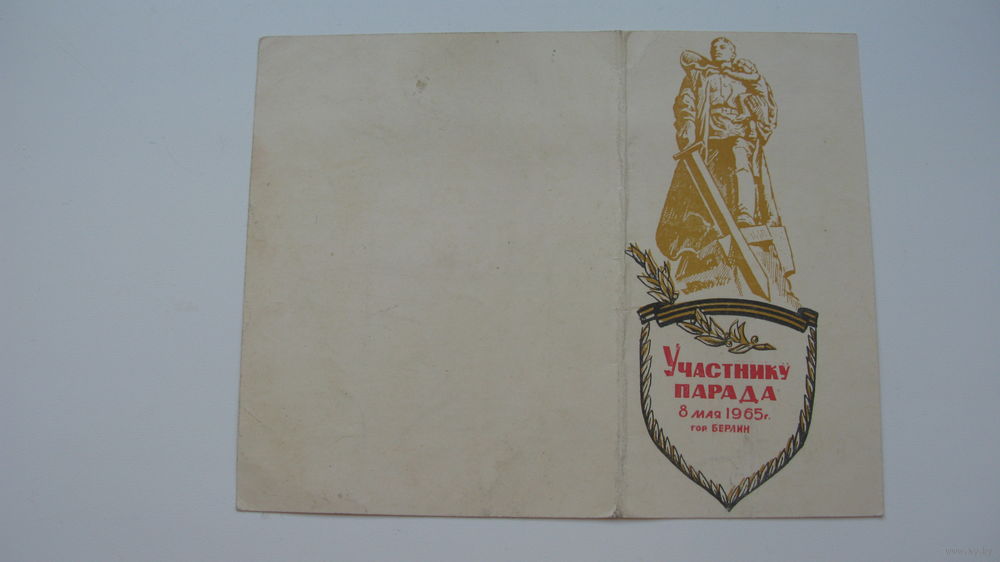 Участнику
ПАРАДА
8 мая 1965г.
гор БЕРЛИН